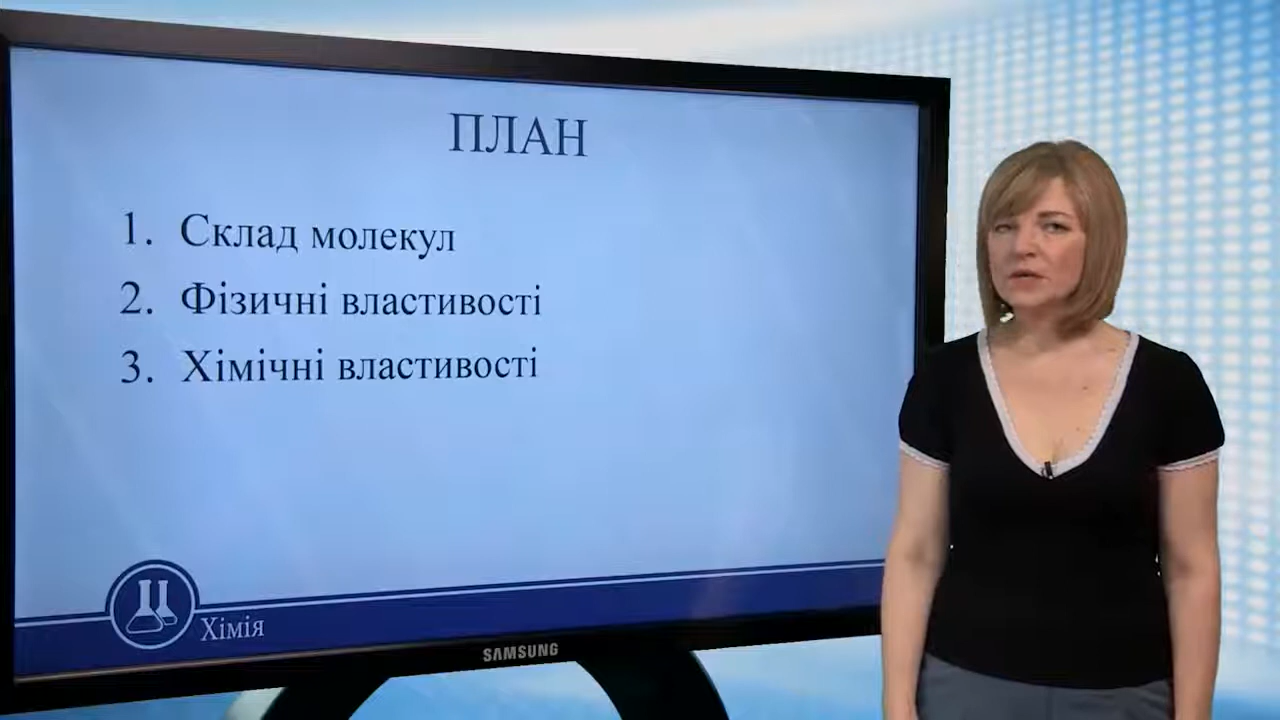 ПЛАН
1. Склад молекул
2. Фізичні властивості
3. Хімічні властивості
Хімія
SAMSUNG